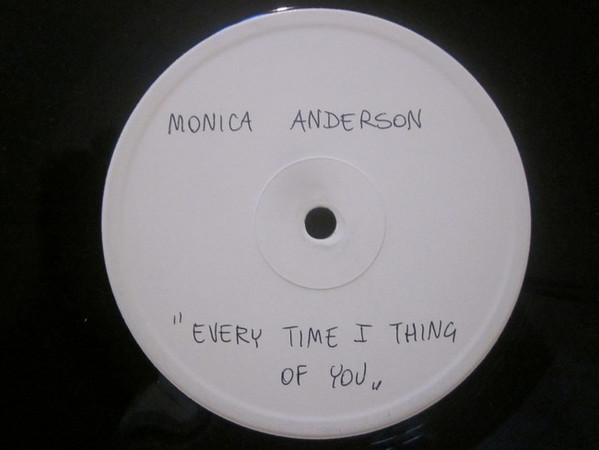 MONICA ANDERSON
"EVERY TIME I THING
OF YOU„